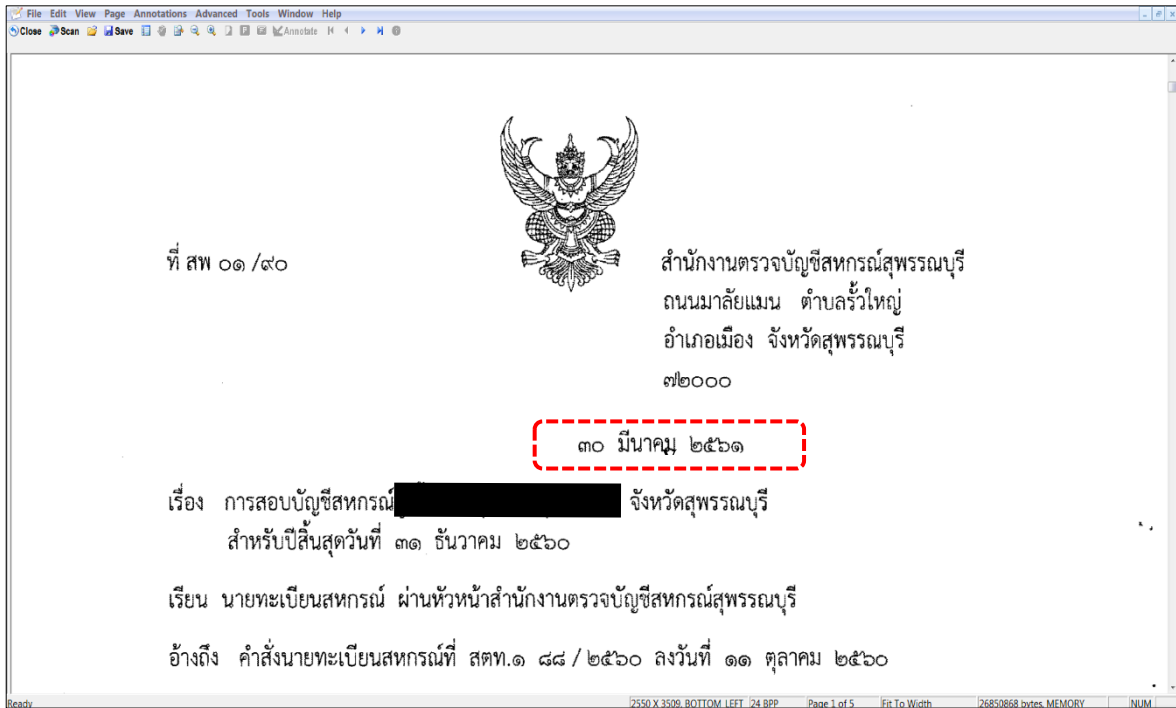 File Edit View Page Annotations Advanced Tools Window Help
Close Scan Save Annotate
ที่ สพ ๐๑ /๙๐
สำนักงานตรวจบัญชีสหกรณ์สุพรรณบุรี
ถนนมาลัยแมน ตำบลรั้วใหญ่
อำเภอเมือง จังหวัดสุพรรณบุรี
๗๒๐๐๐
๓๐ มีนาคม ๒๕๖๑
เรื่อง การสอบบัญชีสหกรณ์ จังหวัดสุพรรณบุรี
สำหรับปีสิ้นสุดวันที่ ๓๑ ธันวาคม ๒๕๖๐
เรียน นายทะเบียนสหกรณ์ ผ่านหัวหน้าสำนักงานตรวจบัญชีสหกรณ์สุพรรณบุรี
อ้างถึง คำสั่งนายทะเบียนสหกรณ์ที่ สตท.๑ ๘๘ / ๒๕๖๐ ลงวันที่ ๑๑ ตุลาคม ๒๕๖๐
Ready 2550 X 3509, BOTTOM_LEFT 24 BPP Page 1 of 5 Fit To Width 26850868 bytes, MEMORY NUM